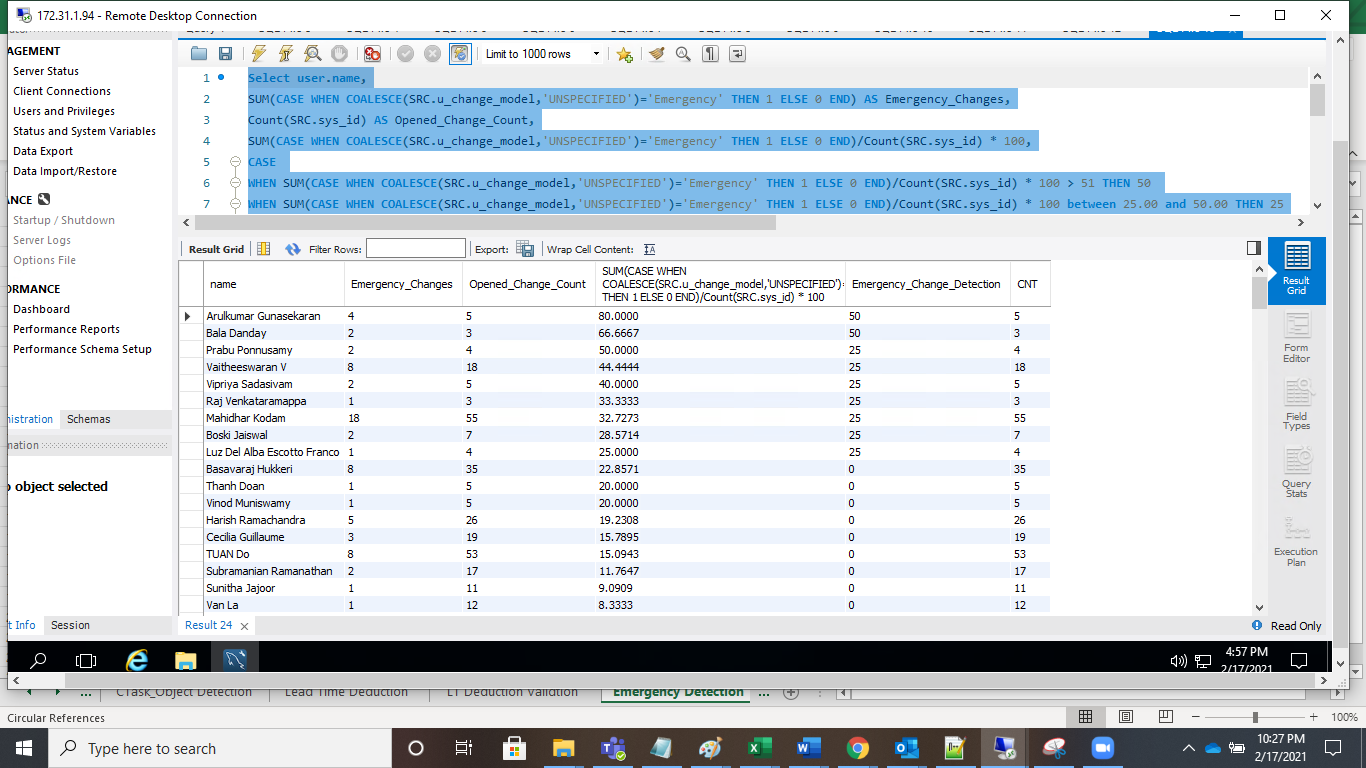 172.31.1.94 - Remote Desktop Connection
AGEMENT
Server Status
Client Connections
Users and Privileges
Status and System Variables
Data Export
Data Import/Restore
ANCE
Startup / Shutdown
Server Logs
Options File
ORMANCE
Dashboard
Performance Reports
Performance Schema Setup
nistration Schemas
mation
o object selected
t Info Session
Limit to 1000 rows
1 Select user.name,
2 SUM(CASE WHEN COALESCE(SRC.u_change_model,'UNSPECIFIED')='Emergency' THEN 1 ELSE 0 END) AS Emergency_Changes,
3 Count(SRC.sys_id) AS Opened_Change_Count,
4 SUM(CASE WHEN COALESCE(SRC.u_change_model,'UNSPECIFIED')='Emergency' THEN 1 ELSE 0 END)/Count(SRC.sys_id) * 100,
5 CASE
6 WHEN SUM(CASE WHEN COALESCE(SRC.u_change_model,'UNSPECIFIED')='Emergency' THEN 1 ELSE 0 END)/Count(SRC.sys_id) * 100 > 51 THEN 50
7 WHEN SUM(CASE WHEN COALESCE(SRC.u_change_model,'UNSPECIFIED')='Emergency' THEN 1 ELSE 0 END)/Count(SRC.sys_id) * 100 between 25.00 and 50.00 THEN 25
Result Grid Filter Rows: Export: Wrap Cell Content:
name Emergency_Changes Opened_Change_Count SUM(CASE WHEN COALESCE(SRC.u_change_model,'UNSPECIFIED')= THEN 1 ELSE 0 END)/Count(SRC.sys_id) * 100 Emergency_Change_Detection CNT
Arulkumar Gunasekaran 4 5 80.0000 50 5
Bala Danday 2 3 66.6667 50 3
Prabu Ponnusamy 2 4 50.0000 25 4
Vaitheeswaran V 8 18 44.4444 25 18
Vipriya Sadasivam 2 5 40.0000 25 5
Raj Venkataramappa 1 3 33.3333 25 3
Mahidhar Kodam 18 55 32.7273 25 55
Boski Jaiswal 2 7 28.5714 25 7
Luz Del Alba Escotto Franco 1 4 25.0000 25 4
Basavaraj Hukkeri 8 35 22.8571 0 35
Thanh Doan 1 5 20.0000 0 5
Vinod Muniswamy 1 5 20.0000 0 5
Harish Ramachandra 5 26 19.2308 0 26
Cecilia Guillaume 3 19 15.7895 0 19
TUAN Do 8 53 15.0943 0 53
Subramanian Ramanathan 2 17 11.7647 0 17
Sunitha Jajoor 1 11 9.0909 0 11
Van La 1 12 8.3333 0 12
Result 24
Result Grid
Form Editor
Field Types
Query Stats
Execution Plan
Read Only
4:57 PM
2/17/2021
CTask_Object Detection Lead Time Deduction LT Deduction Validation Emergency Detection ...
Circular References
100%
Type here to search
10:27 PM
2/17/2021